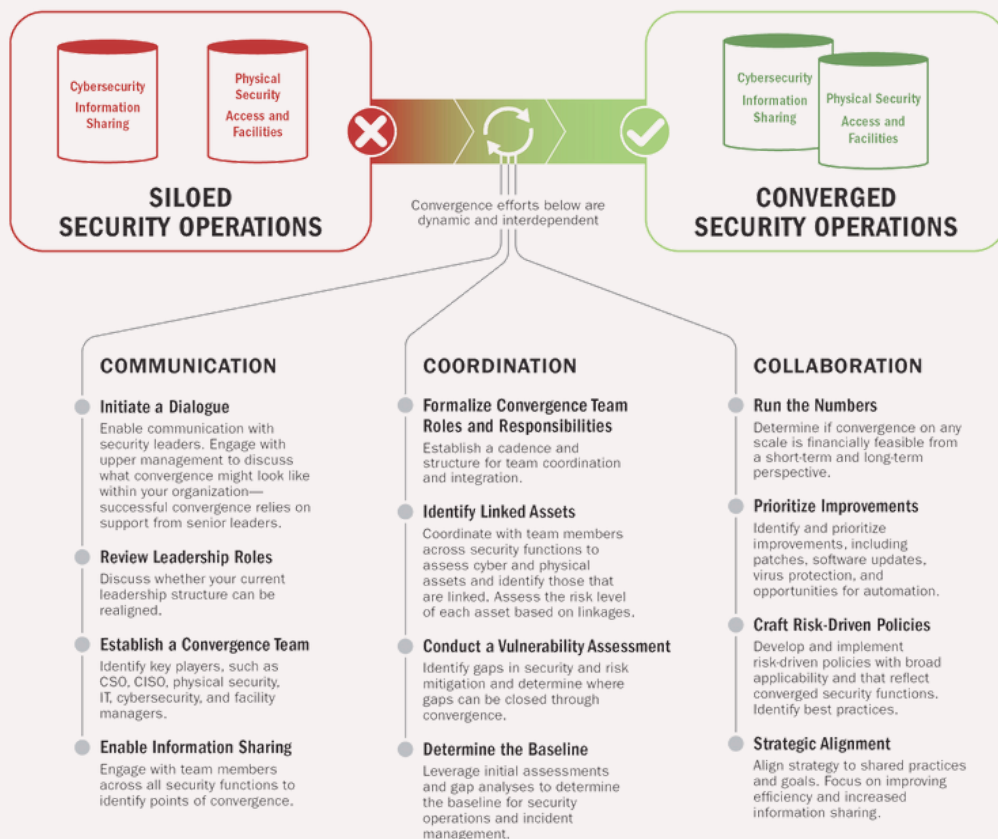 Cybersecurity
Information
Sharing
Physical
Security
Access and
Facilities
SILOED
SECURITY OPERATIONS
Convergence efforts below are
dynamic and interdependent
Cybersecurity
Information
Sharing
Physical Security
Access and
Facilities
CONVERGED
SECURITY OPERATIONS
COMMUNICATION
Initiate a Dialogue
Enable communication with
security leaders. Engage with
upper management to discuss
what convergence might look like
within your organization—
successful convergence relies on
support from senior leaders.
Review Leadership Roles
Discuss whether your current
leadership structure can be
realigned.
Establish a Convergence Team
Identify key players, such as
CSO, CISO, physical security,
IT, cybersecurity, and facility
managers.
Enable Information Sharing
Engage with team members
across all security functions to
identify points of convergence.
COORDINATION
Formalize Convergence Team
Roles and Responsibilities
Establish a cadence and
structure for team coordination
and integration.
Identify Linked Assets
Coordinate with team members
across security functions to
assess cyber and physical
assets and identify those that
are linked. Assess the risk level
of each asset based on linkages.
Conduct a Vulnerability Assessment
Identify gaps in security and risk
mitigation and determine where
gaps can be closed through
convergence.
Determine the Baseline
Leverage initial assessments
and gap analyses to determine
the baseline for security
operations and incident
management.
COLLABORATION
Run the Numbers
Determine if convergence on any
scale is financially feasible from
a short-term and long-term
perspective.
Prioritize Improvements
Identify and prioritize
improvements, including
patches, software updates,
virus protection, and
opportunities for automation.
Craft Risk-Driven Policies
Develop and implement
risk-driven policies with broad
applicability and that reflect
converged security functions.
Identify best practices.
Strategic Alignment
Align strategy to shared practices
and goals. Focus on improving
efficiency and increased
information sharing.